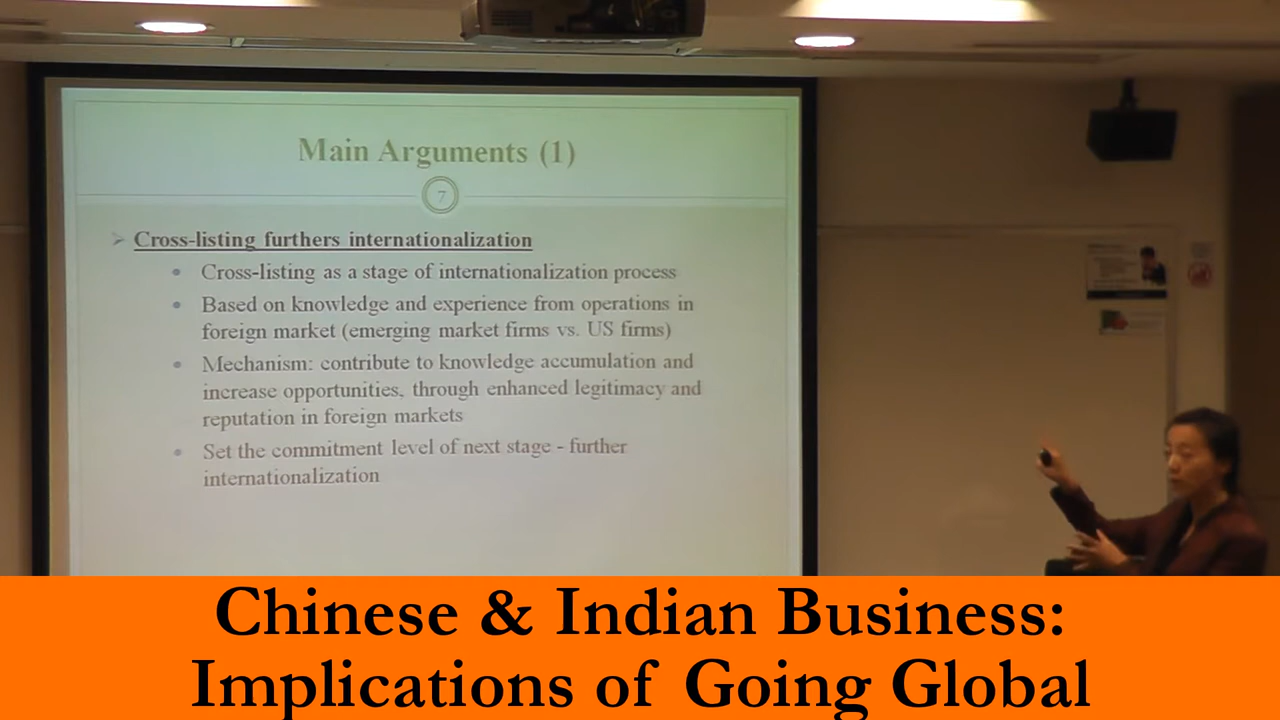 Main Arguments (1)
7
➢ Cross-listing furthers internationalization
• Cross-listing as a stage of internationalization process
• Based on knowledge and experience from operations in
foreign market (emerging market firms vs. US firms)
• Mechanism: contribute to knowledge accumulation and
increase opportunities, through enhanced legitimacy and
reputation in foreign markets
• Set the commitment level of next stage - further
internationalization
Chinese & Indian Business:
Implications of Going Global